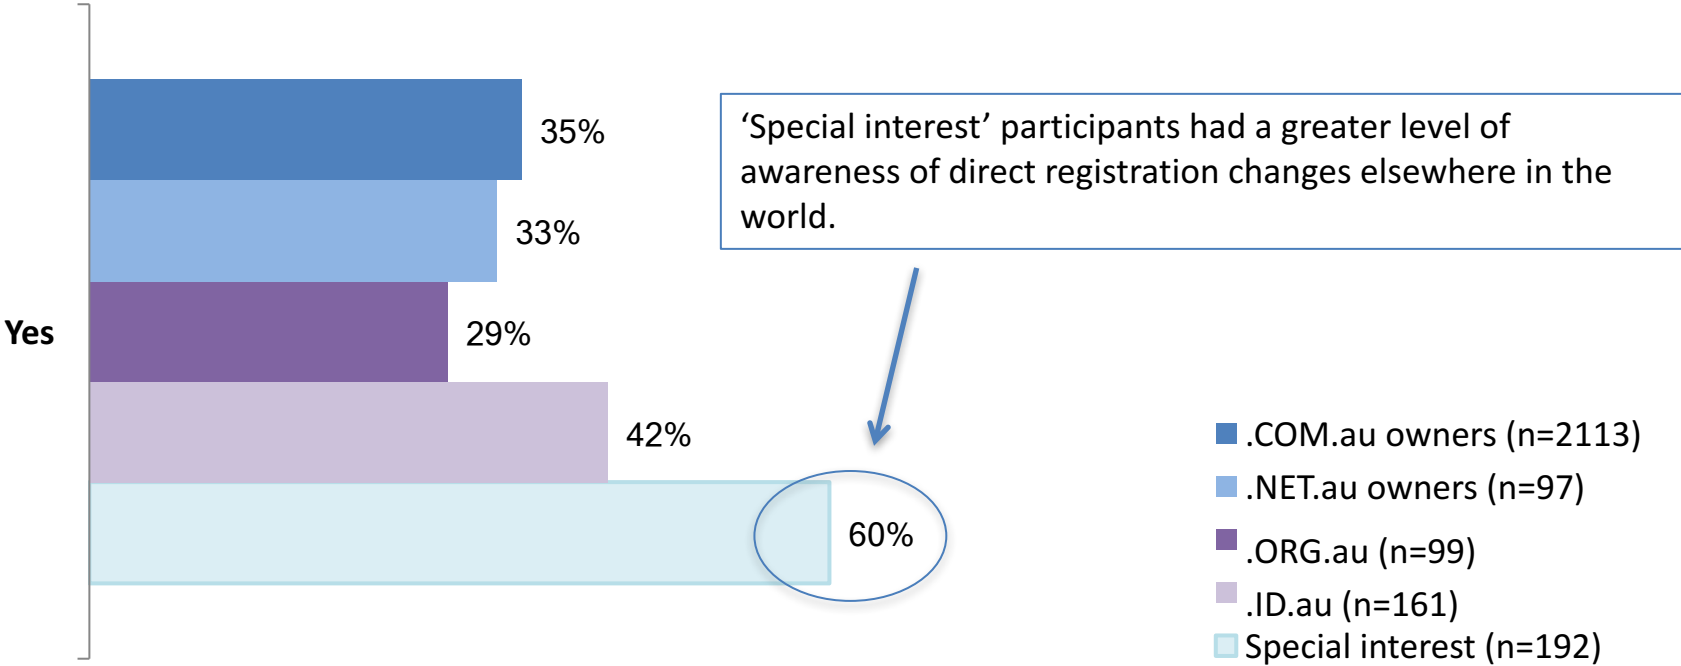 35%
‘Special interest’ participants had a greater level of
awareness of direct registration changes elsewhere in the
world.
33%
Yes
29%
42%
60%
.COM.au owners (n=2113)
.NET.au owners (n=97)
.ORG.au (n=99)
.ID.au (n=161)
Special interest (n=192)